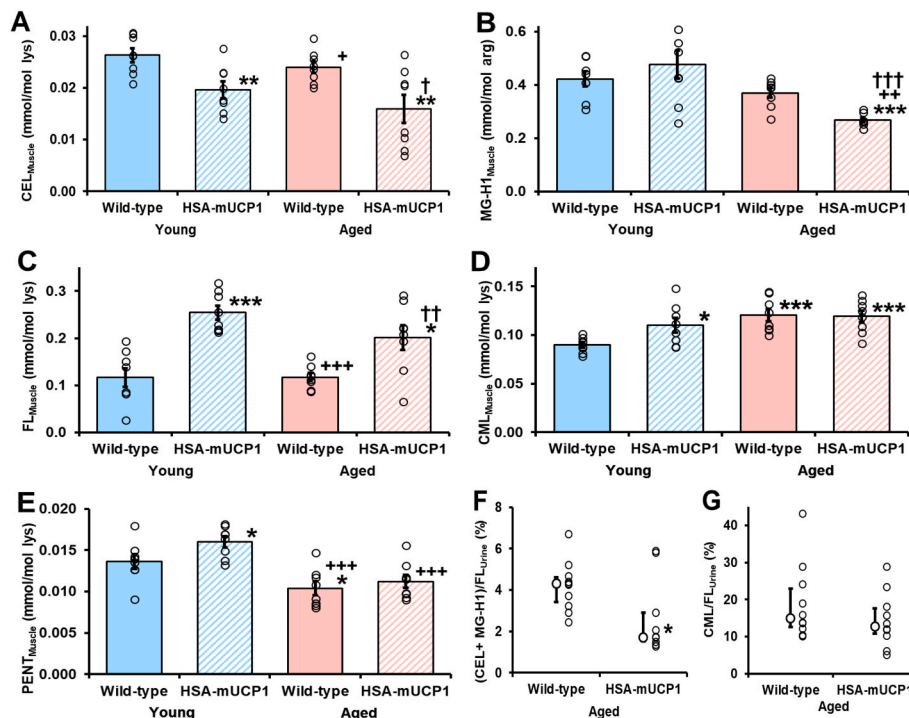 A
CEL_Muscle (mmol/mol lys)
0.03
0.02
0.01
0.00
**
+
†
**
Wild-type HSA-mUCP1 Wild-type HSA-mUCP1
Young Aged
B
MG-H1_Muscle (mmol/mol arg)
0.6
0.4
0.2
0.0
†††
++
***
Wild-type HSA-mUCP1 Wild-type HSA-mUCP1
Young Aged
C
FL_Muscle (mmol/mol lys)
0.3
0.2
0.1
0.0
***
+++
††
*
Wild-type HSA-mUCP1 Wild-type HSA-mUCP1
Young Aged
D
CML_Muscle (mmol/mol lys)
0.15
0.10
0.05
0.00
*
***
***
Wild-type HSA-mUCP1 Wild-type HSA-mUCP1
Young Aged
E
PENT_Muscle (mmol/mol lys)
0.020
0.015
0.010
0.005
0.000
*
+++
*
+++
Wild-type HSA-mUCP1 Wild-type HSA-mUCP1
Young Aged
F
(CEL+ MG-H1)/FL_Urine (%)
8
6
4
2
0
*
Wild-type HSA-mUCP1
Aged
G
CML/FL_Urine (%)
40
30
20
10
0
Wild-type HSA-mUCP1
Aged